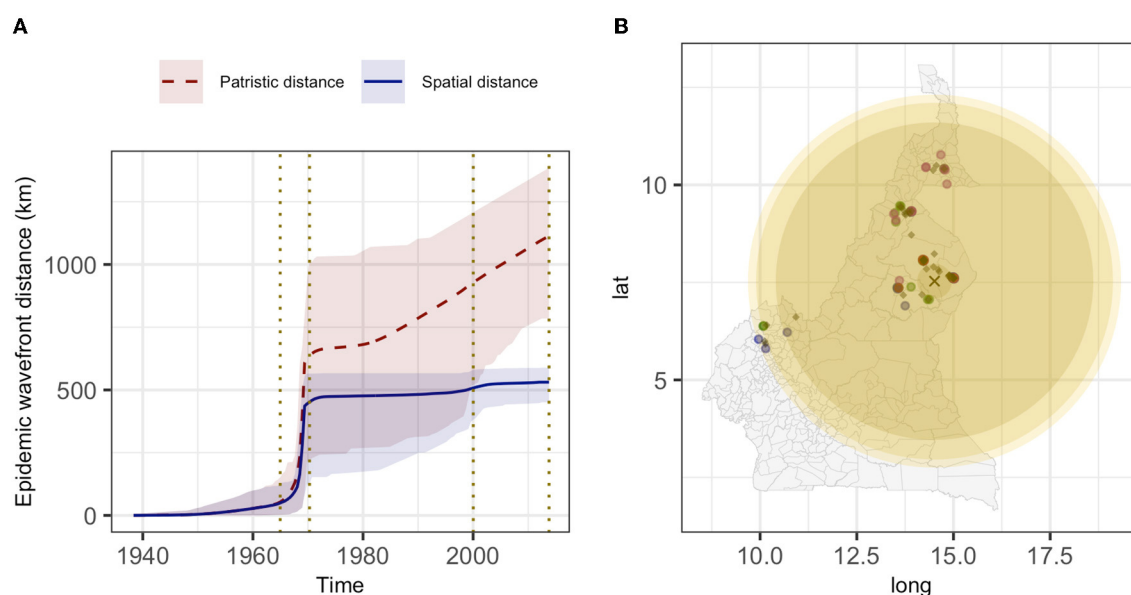 A
Patristic distance
Spatial distance
Epidemic wavefront distance (km)
1000
500
0
1940
1960
1980
2000
Time
B
lat
10
5
10.0
12.5
15.0
17.5
long